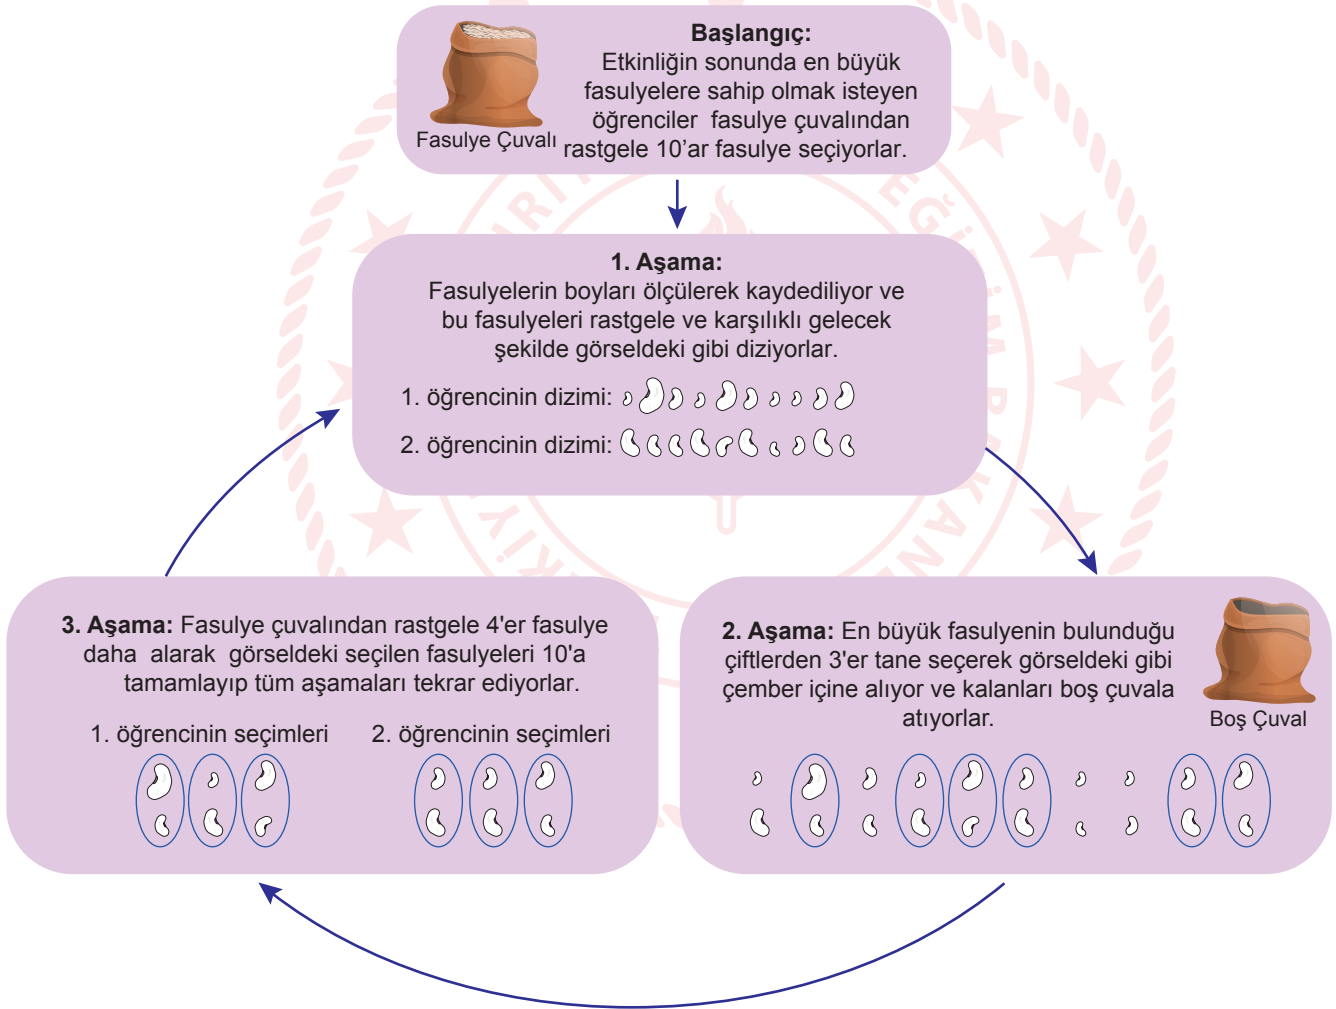 Başlangıç:
Etkinliğin sonunda en büyük
fasulyelere sahip olmak isteyen
öğrenciler fasulye çuvalından
rastgele 10'ar fasulye seçiyorlar.
Fasulye Çuvalı
1. Aşama:
Fasulyelerin boyları ölçülerek kaydediliyor ve
bu fasulyeleri rastgele ve karşılıklı gelecek
şekilde görseldeki gibi diziyorlar.
1. öğrencinin dizimi:
2. öğrencinin dizimi:
2. Aşama: En büyük fasulyenin bulunduğu
çiftlerden 3'er tane seçerek görseldeki gibi
çember içine alıyor ve kalanları boş çuvala
atıyorlar.
Boş Çuval
3. Aşama: Fasulye çuvalından rastgele 4'er fasulye
daha alarak görseldeki seçilen fasulyeleri 10'a
tamamlayıp tüm aşamaları tekrar ediyorlar.
1. öğrencinin seçimleri
2. öğrencinin seçimleri